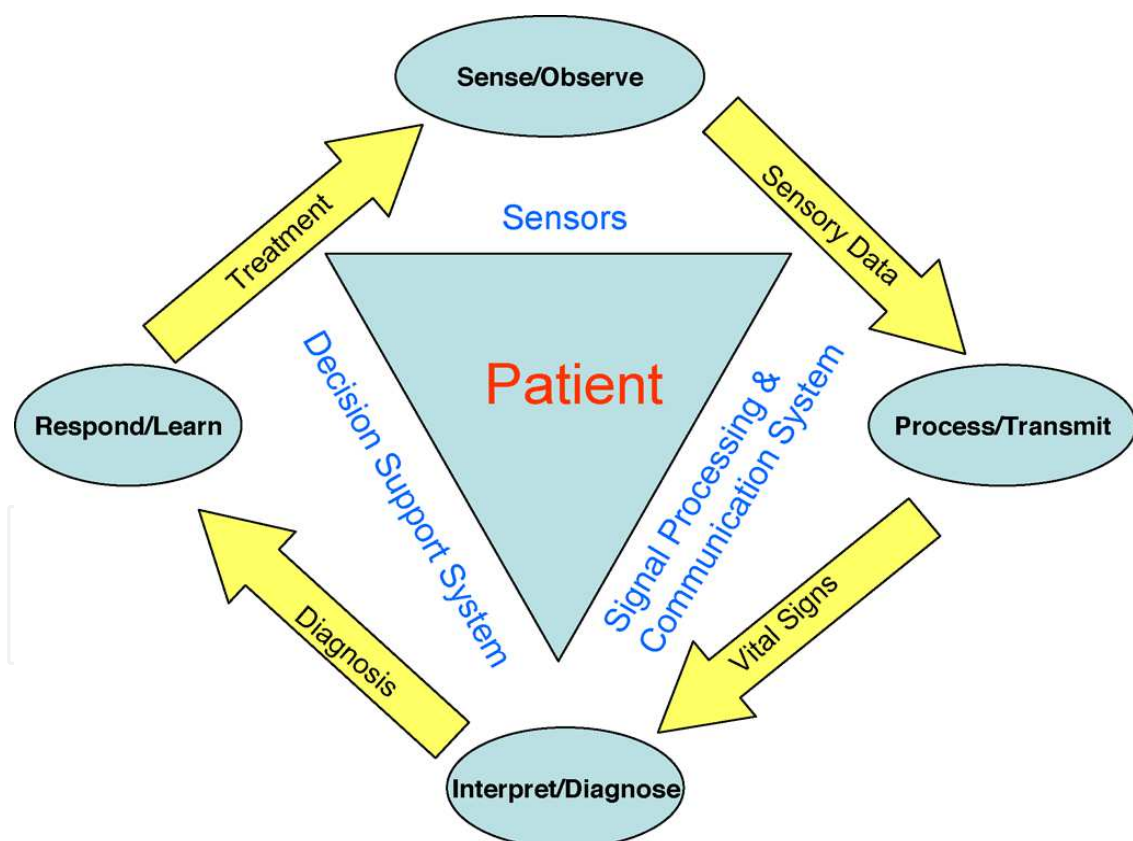 Sense/Observe
Treatment
Sensory Data
Sensors
Patient
Decision Support System
Signal Processing &
Communication System
Respond/Learn
Process/Transmit
Diagnosis
Vital Signs
Interpret/Diagnose